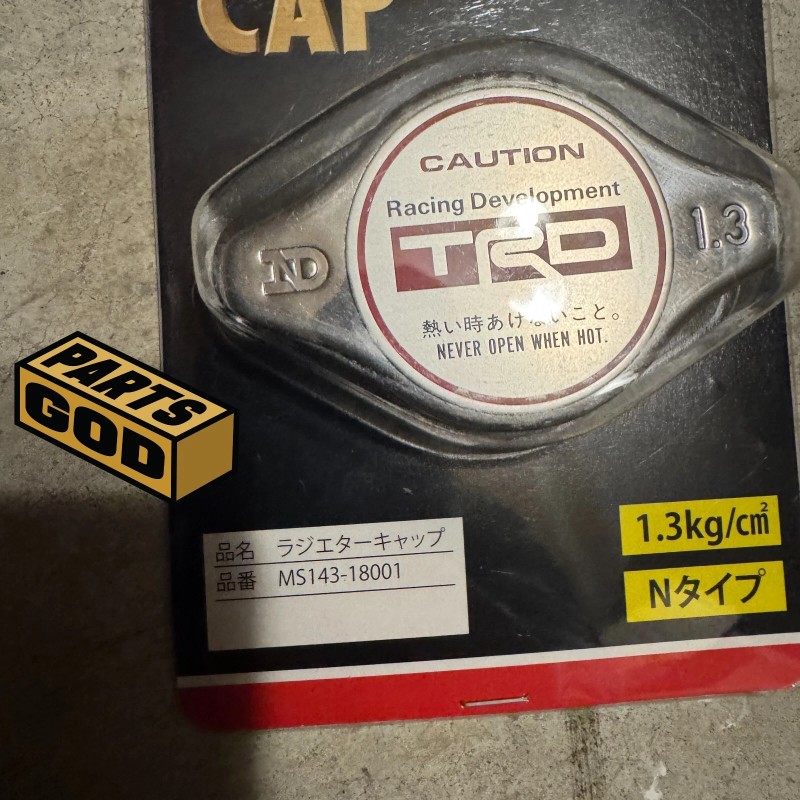 CAP
CAUTION
Racing Development
TRD
ND
1.3
熱い時あけないこと。
NEVER OPEN WHEN HOT.
PARTS
GOD
品名 ラジエターキャップ
品番 MS143-18001
1.3kg/c㎡
Nタイプ